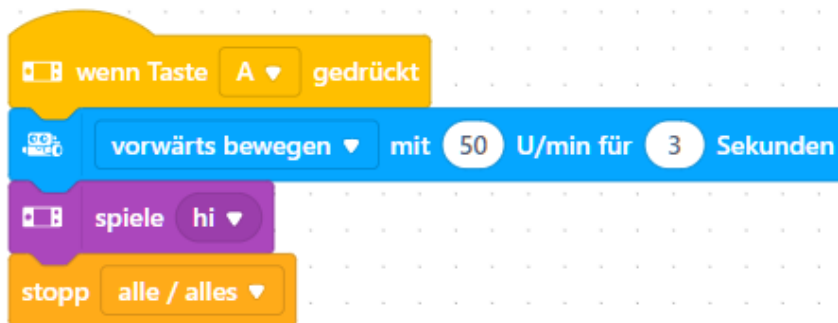 wenn Taste A gedrückt
vorwärts bewegen mit 50 U/min für 3 Sekunden
spiele hi
stopp alle / alles